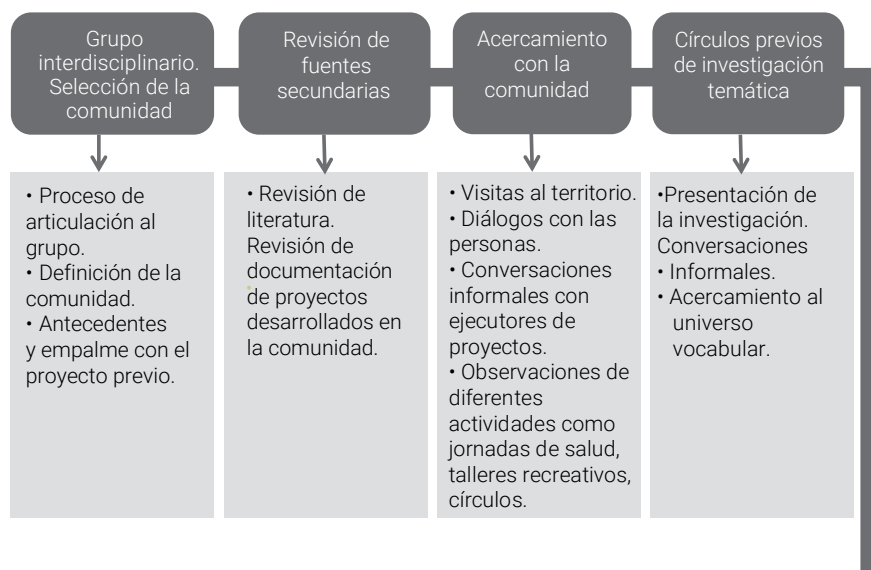 Grupo
interdisciplinario.
Selección de la
comunidad
Revisión de
fuentes
secundarias
Acercamiento
con la
comunidad
Círculos previos
de investigación
temática
• Proceso de
articulación al
grupo.
• Definición de la
comunidad.
• Antecedentes
y empalme con el
proyecto previo.
• Revisión de
literatura.
Revisión de
documentación
de proyectos
desarrollados en
la comunidad.
• Visitas al territorio.
• Diálogos con las
personas.
• Conversaciones
informales con
ejecutores de
proyectos.
• Observaciones de
diferentes
actividades como
jornadas de salud,
talleres recreativos,
círculos.
•Presentación de
la investigación.
Conversaciones
• Informales.
• Acercamiento al
universo
vocabular.